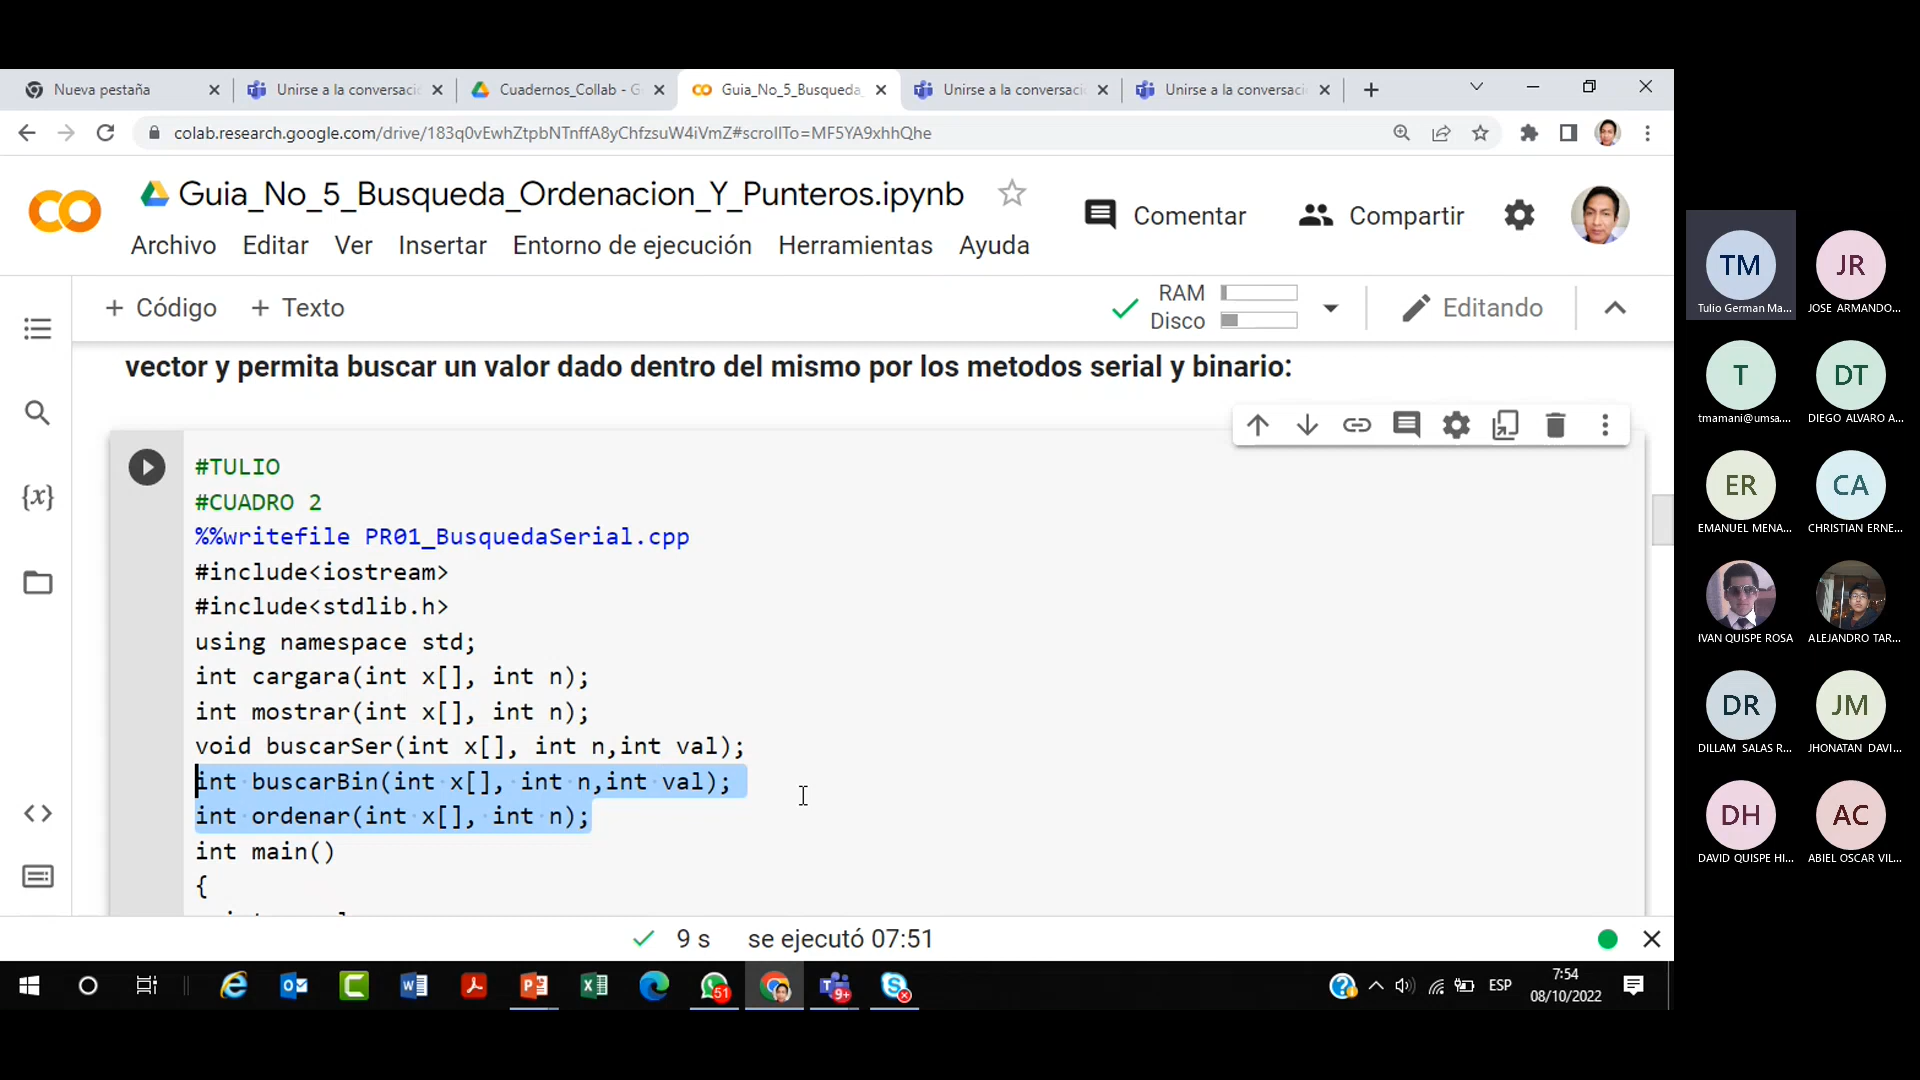 Nueva pestaña
Unirse a la conversaci
Cuadernos_Collab - G
Guia_No_5_Busqueda_
Unirse a la conversaci
Unirse a la conversaci
colab.research.google.com/drive/183q0vEwhZtpbNTnffA8yChfzsuW4iVmZ#scrollTo=MF5YA9xhhQhe
Guia_No_5_Busqueda_Ordenacion_Y_Punteros.ipynb
Comentar
Compartir
Archivo Editar Ver Insertar Entorno de ejecución Herramientas Ayuda
+ Código + Texto
RAM
Disco
Editando
vector y permita buscar un valor dado dentro del mismo por los metodos serial y binario:
#TULIO
#CUADRO 2
%%writefile PR01_BusquedaSerial.cpp
#include<iostream>
#include<stdlib.h>
using namespace std;
int cargara(int x[], int n);
int mostrar(int x[], int n);
void buscarSer(int x[], int n,int val);
int buscarBin(int x[], int n,int val);
int ordenar(int x[], int n);
int main()
{
9 s se ejecutó 07:51
51
9+
ESP
7:54
08/10/2022
TM
Tulio German Ma...
JR
JOSE ARMANDO...
T
tmamani@umsa....
DT
DIEGO ALVARO A...
ER
EMANUEL MENA...
CA
CHRISTIAN ERNE...
IVAN QUISPE ROSA
ALEJANDRO TAR...
DR
DILLAM SALAS R...
JM
JHONATAN DAVI...
DH
DAVID QUISPE HI...
AC
ABIEL OSCAR VIL...